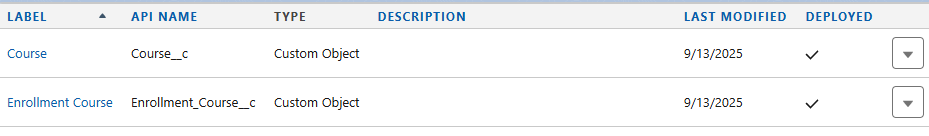 LABEL API NAME TYPE DESCRIPTION LAST MODIFIED DEPLOYED
Course Course__c Custom Object 9/13/2025
Enrollment Course Enrollment_Course__c Custom Object 9/13/2025